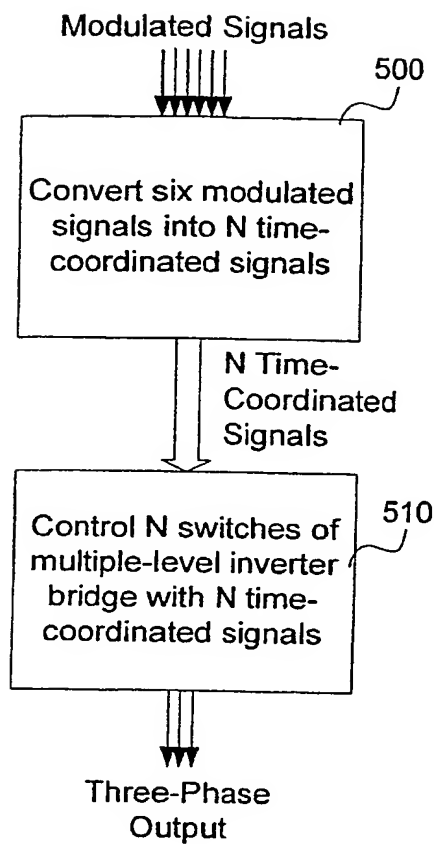 Modulated Signals
500
Convert six modulated
signals into N time-
coordinated signals
N Time-
Coordinated
Signals
Control N switches of
multiple-level inverter
bridge with N time-
coordinated signals
510
Three-Phase
Output